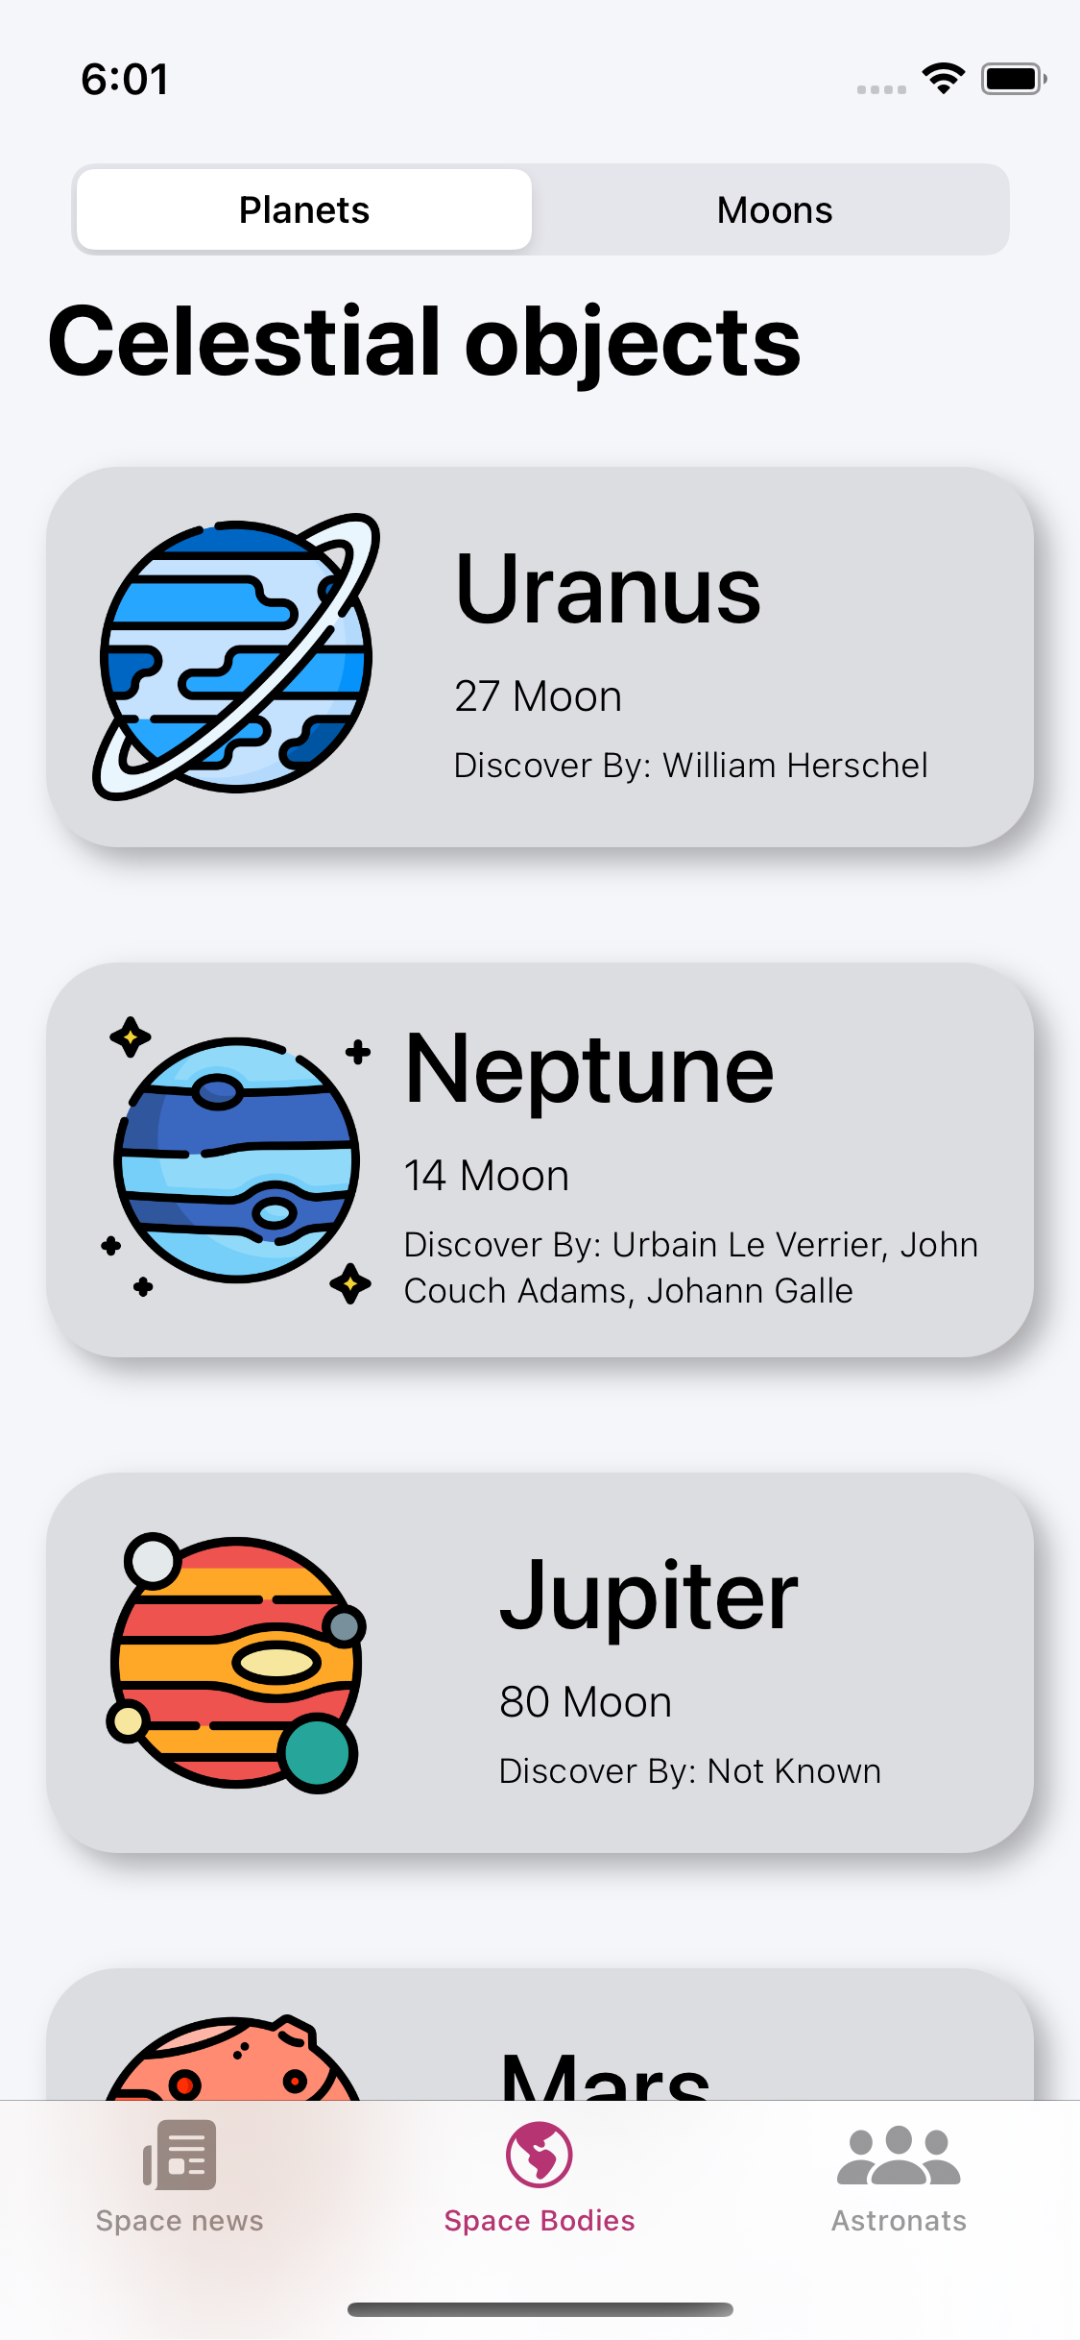 6:01
Planets
Moons
Celestial objects
Uranus
27 Moon
Discover By: William Herschel
Neptune
14 Moon
Discover By: Urbain Le Verrier, John
Couch Adams, Johann Galle
Jupiter
80 Moon
Discover By: Not Known
Mars
Space news
Space Bodies
Astronats